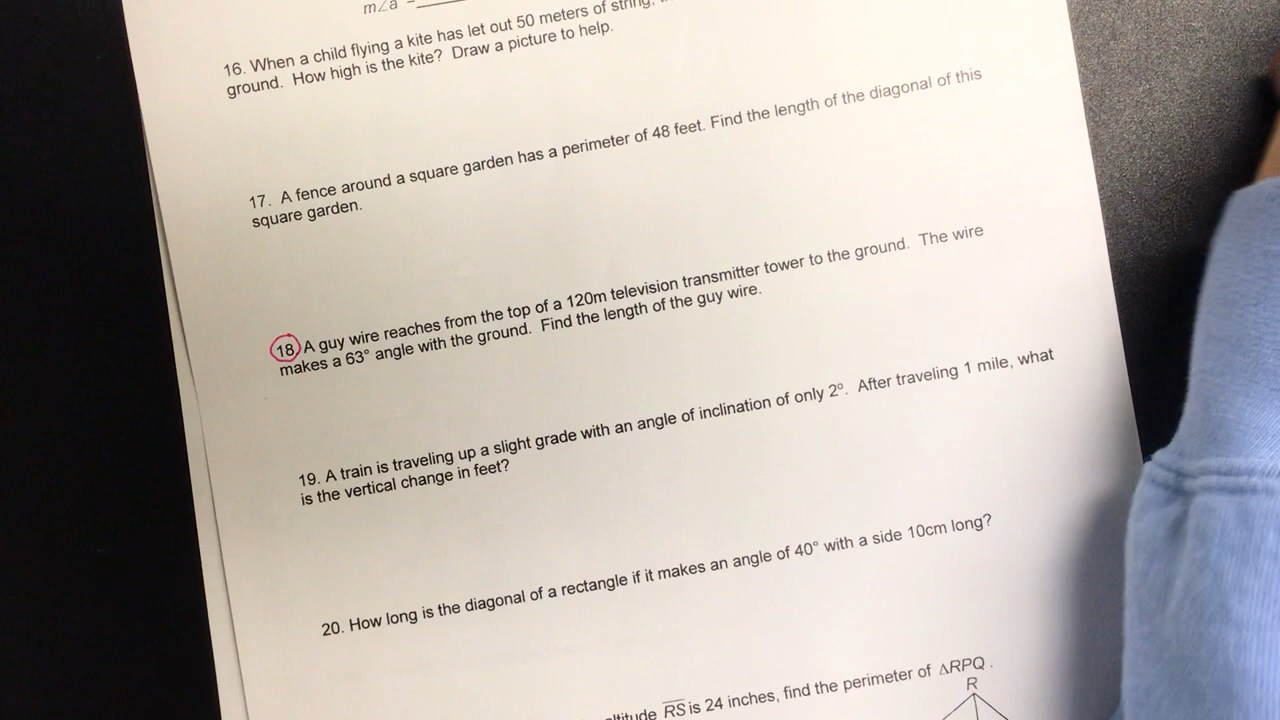 m∠a =
16. When a child flying a kite has let out 50 meters of string,
ground. How high is the kite? Draw a picture to help.
17. A fence around a square garden has a perimeter of 48 feet. Find the length of the diagonal of this
square garden.
18. A guy wire reaches from the top of a 120m television transmitter tower to the ground. The wire
makes a 63° angle with the ground. Find the length of the guy wire.
19. A train is traveling up a slight grade with an angle of inclination of only 2°. After traveling 1 mile, what
is the vertical change in feet?
20. How long is the diagonal of a rectangle if it makes an angle of 40° with a side 10cm long?
RS is 24 inches, find the perimeter of ΔRPQ.
R